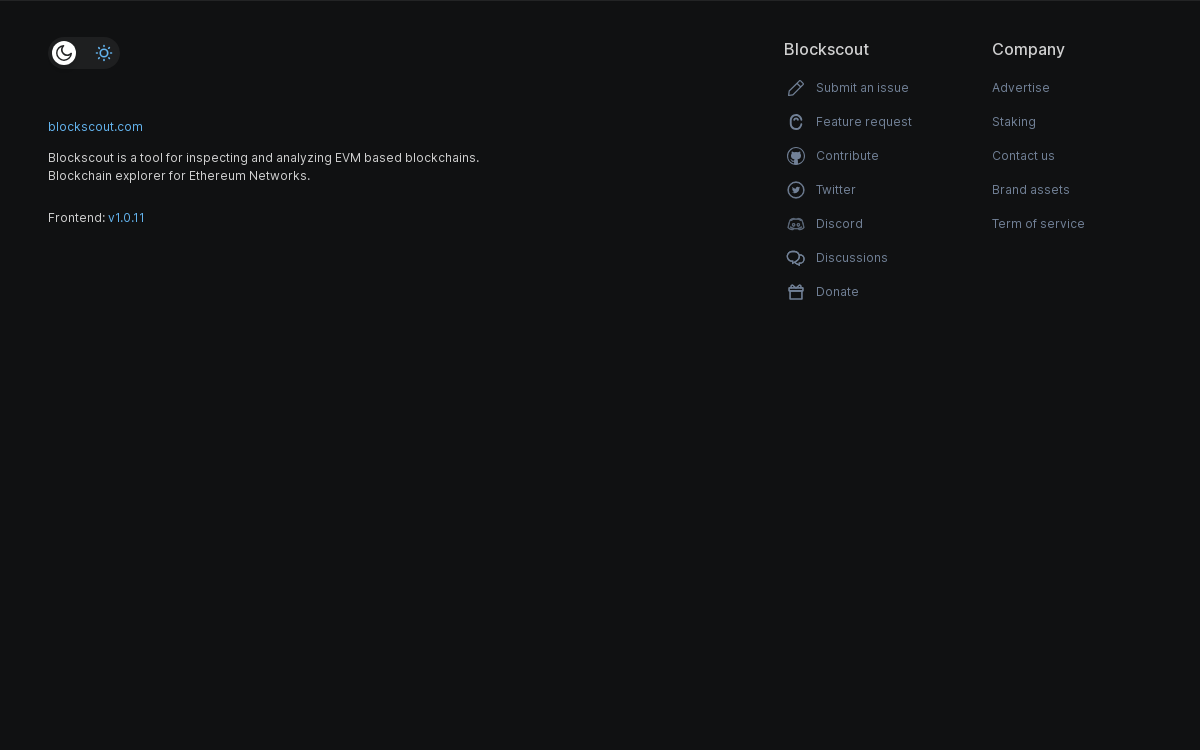 blockscout.com
Blockscout is a tool for inspecting and analyzing EVM based blockchains.
Blockchain explorer for Ethereum Networks.
Frontend: v1.0.11
Blockscout
Submit an issue
Feature request
Contribute
Twitter
Discord
Discussions
Donate
Company
Advertise
Staking
Contact us
Brand assets
Term of service